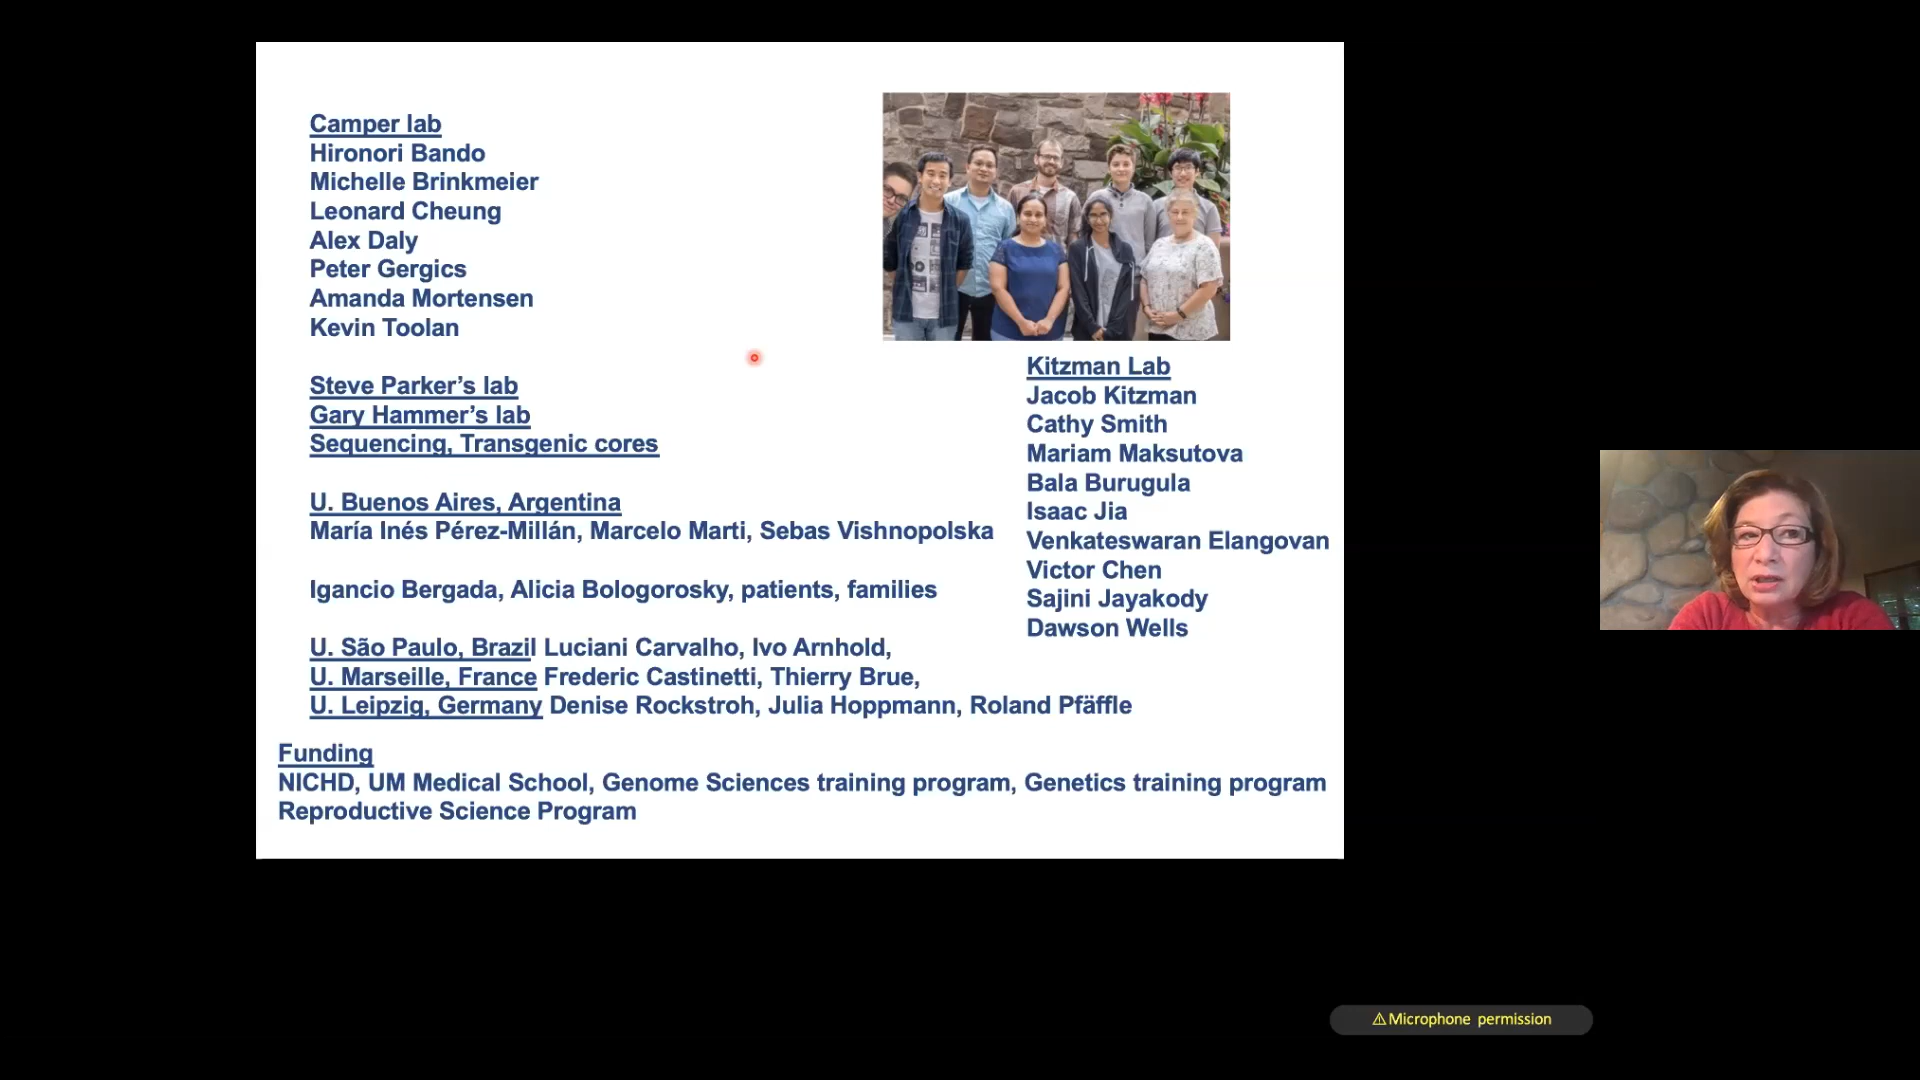 Camper lab
Hironori Bando
Michelle Brinkmeier
Leonard Cheung
Alex Daly
Peter Gergics
Amanda Mortensen
Kevin Toolan
Steve Parker’s lab
Gary Hammer’s lab
Sequencing, Transgenic cores
U. Buenos Aires, Argentina
María Inés Pérez-Millán, Marcelo Marti, Sebas Vishnopolska
Igancio Bergada, Alicia Bologorosky, patients, families
U. São Paulo, Brazil Luciani Carvalho, Ivo Arnhold,
U. Marseille, France Frederic Castinetti, Thierry Brue,
U. Leipzig, Germany Denise Rockstroh, Julia Hoppmann, Roland Pfäffle
Kitzman Lab
Jacob Kitzman
Cathy Smith
Mariam Maksutova
Bala Burugula
Isaac Jia
Venkateswaran Elangovan
Victor Chen
Sajini Jayakody
Dawson Wells
Funding
NICHD, UM Medical School, Genome Sciences training program, Genetics training program
Reproductive Science Program
⚠Microphone permission